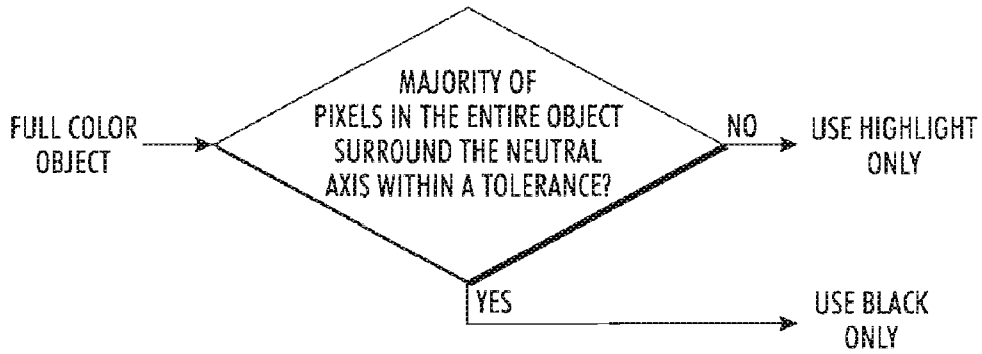 FULL COLOR
OBJECT
MAJORITY OF
PIXELS IN THE ENTIRE OBJECT
SURROUND THE NEUTRAL
AXIS WITHIN A TOLERANCE?
NO
USE HIGHLIGHT
ONLY
YES
USE BLACK
ONLY